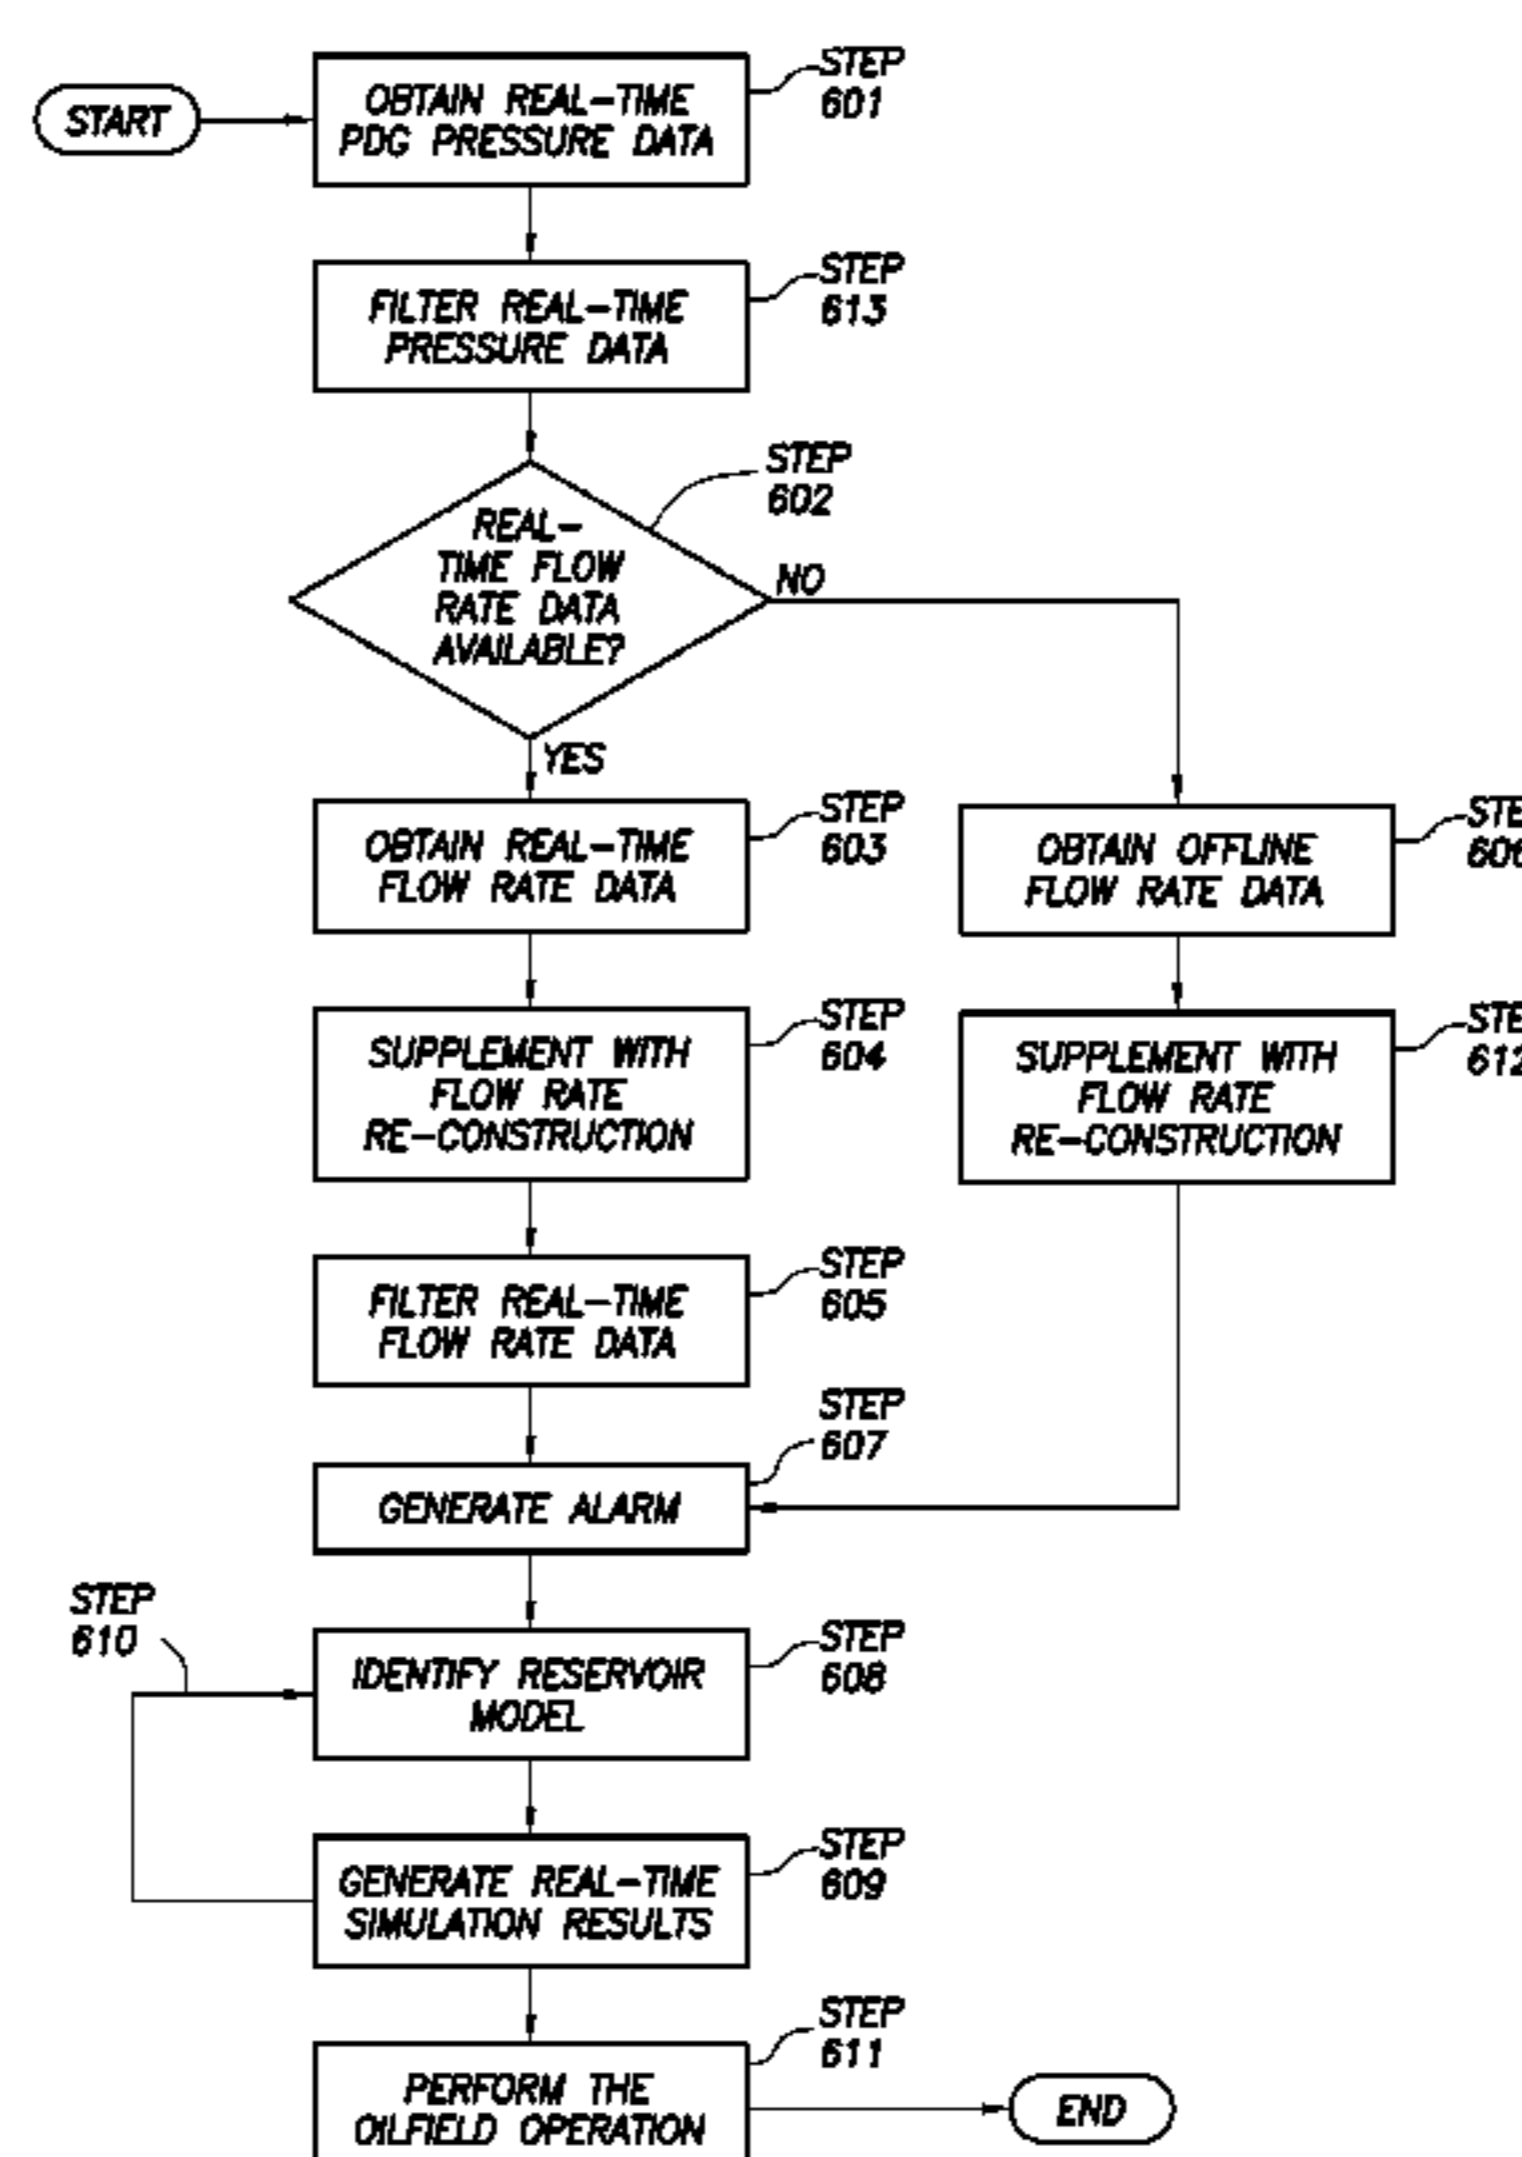 START
OBTAIN REAL-TIME
PDG PRESSURE DATA
STEP
601
FILTER REAL-TIME
PRESSURE DATA
STEP
613
REAL-
TIME FLOW
RATE DATA
AVAILABLE?
STEP
602
NO
YES
OBTAIN REAL-TIME
FLOW RATE DATA
STEP
603
OBTAIN OFFLINE
FLOW RATE DATA
STE
606
SUPPLEMENT WITH
FLOW RATE
RE-CONSTRUCTION
STEP
604
SUPPLEMENT WITH
FLOW RATE
RE-CONSTRUCTION
STE
612
FILTER REAL-TIME
FLOW RATE DATA
STEP
605
GENERATE ALARM
STEP
607
STEP
610
IDENTIFY RESERVOIR
MODEL
STEP
608
GENERATE REAL-TIME
SIMULATION RESULTS
STEP
609
PERFORM THE
OILFIELD OPERATION
STEP
611
END